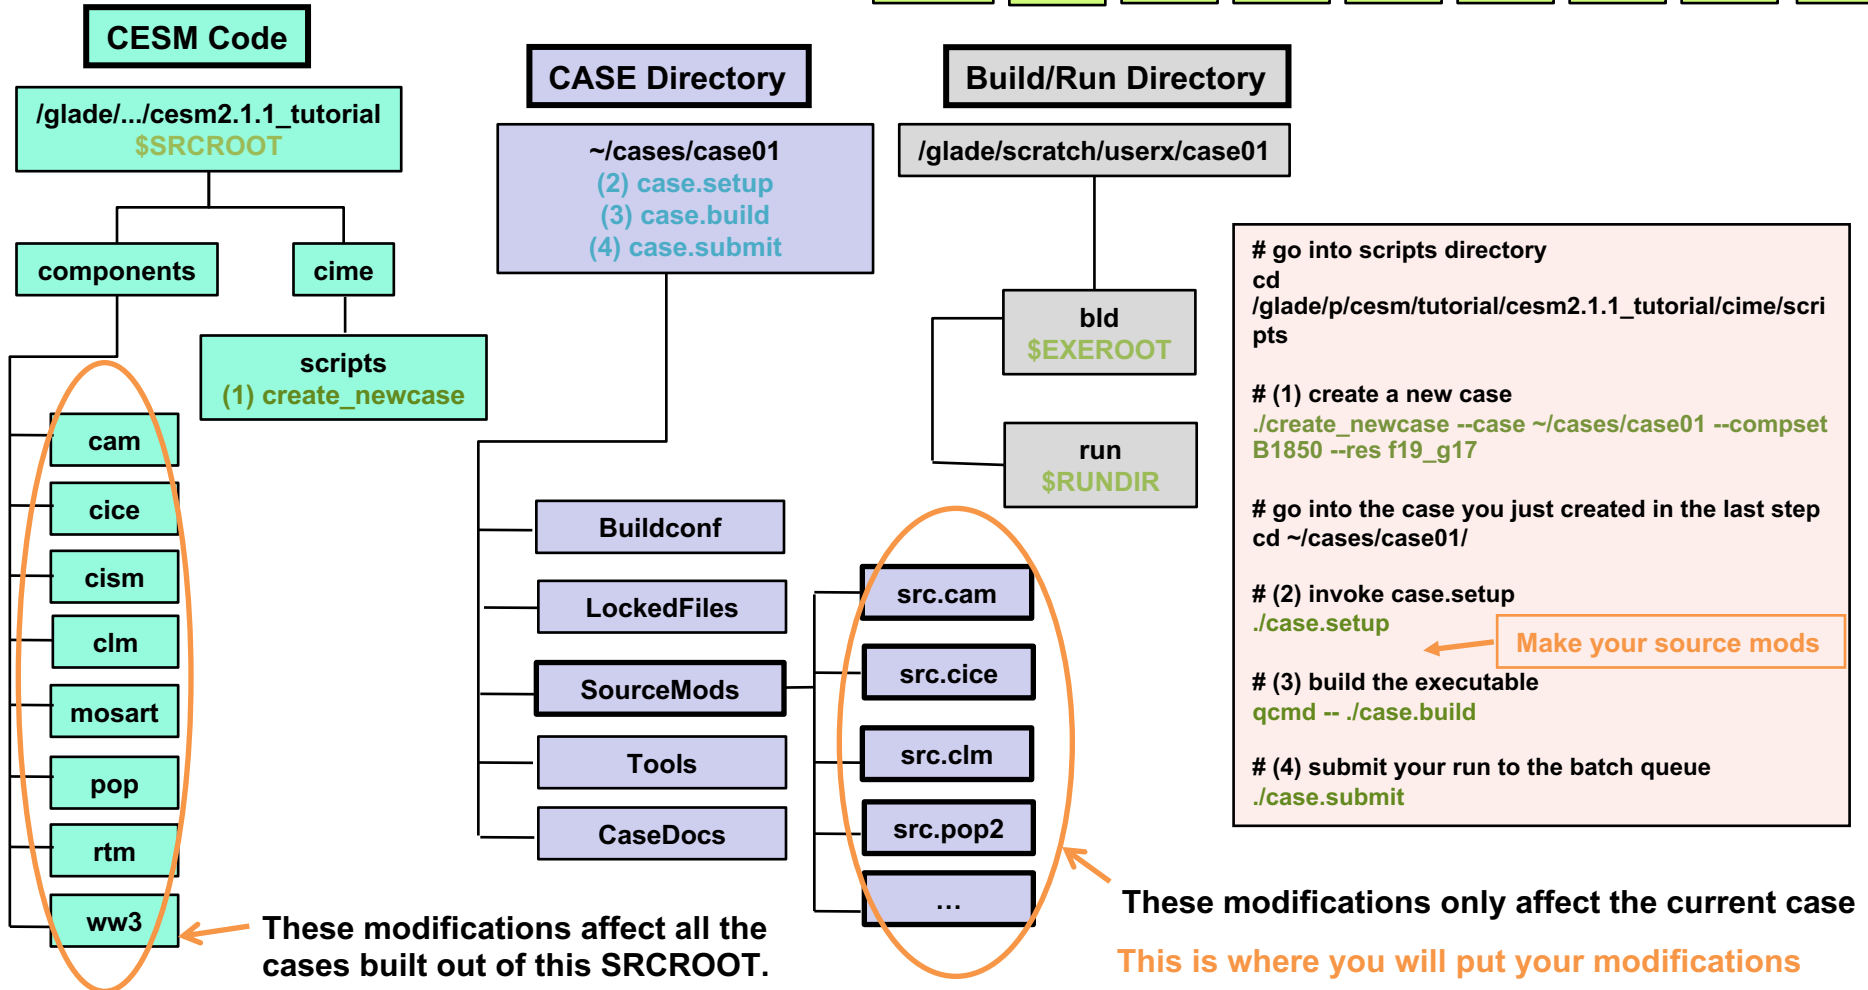 CESM Code
/glade/.../cesm2.1.1_tutorial
$SRCROOT
components
cime
scripts
(1) create_newcase
cam
cice
cism
clm
mosart
pop
rtm
ww3
These modifications affect all the
cases built out of this SRCROOT.
CASE Directory
~/cases/case01
(2) case.setup
(3) case.build
(4) case.submit
Buildconf
LockedFiles
SourceMods
Tools
CaseDocs
src.cam
src.cice
src.clm
src.pop2
…
Build/Run Directory
/glade/scratch/userx/case01
bld
$EXEROOT
run
$RUNDIR
# go into scripts directory
cd
/glade/p/cesm/tutorial/cesm2.1.1_tutorial/cime/scri
pts
# (1) create a new case
./create_newcase --case ~/cases/case01 --compset
B1850 --res f19_g17
# go into the case you just created in the last step
cd ~/cases/case01/
# (2) invoke case.setup
./case.setup
Make your source mods
# (3) build the executable
qcmd -- ./case.build
# (4) submit your run to the batch queue
./case.submit
These modifications only affect the current case
This is where you will put your modifications